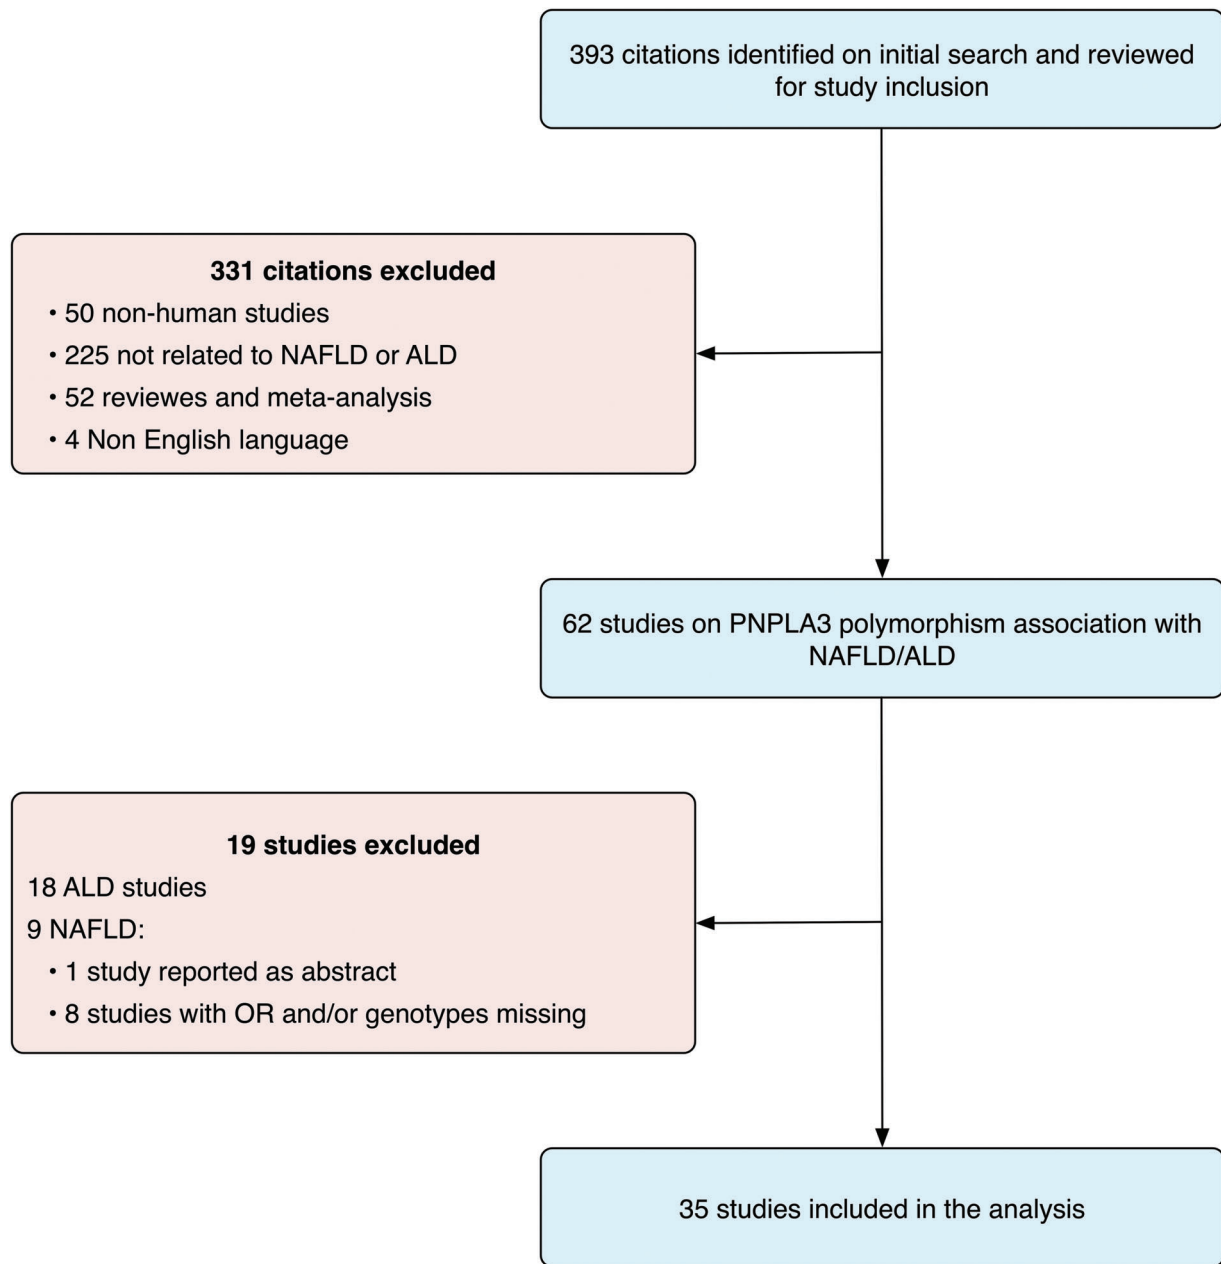 393 citations identified on initial search and reviewed
for study inclusion
331 citations excluded
• 50 non-human studies
• 225 not related to NAFLD or ALD
• 52 reviewes and meta-analysis
• 4 Non English language
62 studies on PNPLA3 polymorphism association with
NAFLD/ALD
19 studies excluded
18 ALD studies
9 NAFLD:
• 1 study reported as abstract
• 8 studies with OR and/or genotypes missing
35 studies included in the analysis